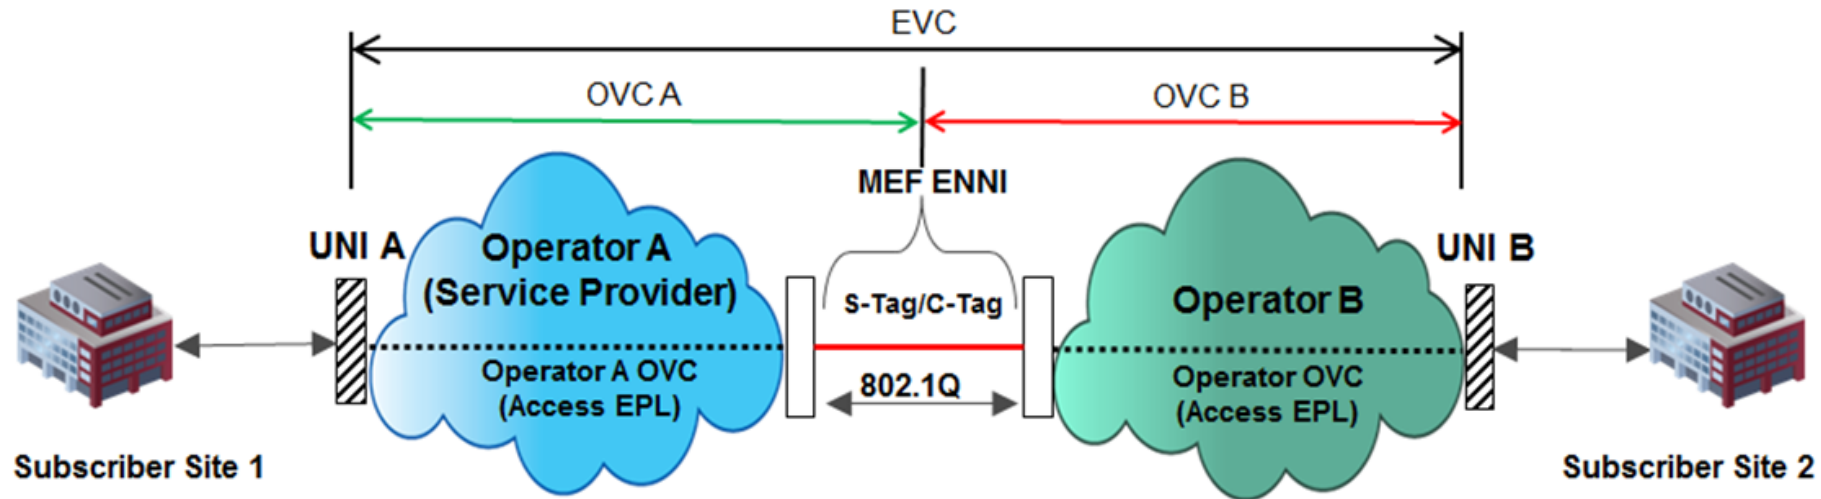 EVC
OVC A
OVC B
MEF ENNI
UNI A
Operator A
(Service Provider)
S-Tag/C-Tag
Operator B
UNI B
Operator A OVC
(Access EPL)
802.1Q
Operator OVC
(Access EPL)
Subscriber Site 1
Subscriber Site 2